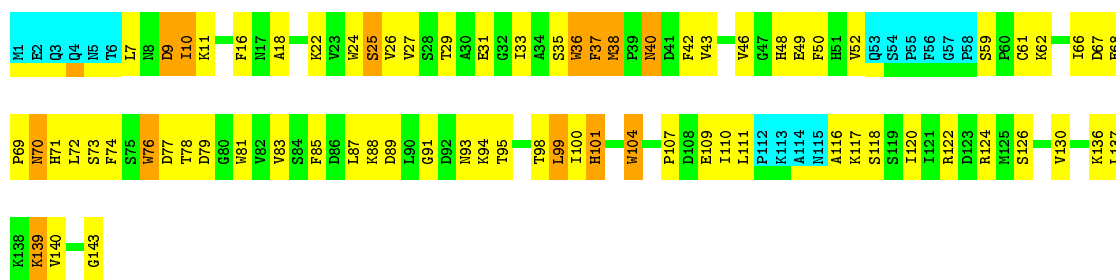 M1 E2 Q3 Q4 N5 T6 L7 N8 D9 I10 K11 F16 N17 A18 K22 V23 W24 S25 V26 V27 S28 T29 A30 E31 G32 I33 A34 S35 W36 F37 M38 P39 N40 D41 F42 V43 V46 G47 H48 E49 F50 H51 V52 Q53 S54 P55 F56 G57 P58 S59 P60 C61 K62 I66 D67
P69 N70 H71 L72 S73 F74 S75 W76 D77 T78 D79 G80 W81 V82 V83 S84 F85 D86 L87 K88 D89 L90 G91 D92 N93 K94 T95 T98 L99 I100 H101 W104 P107 D108 E109 I110 L111 P112 K113 A114 N115 A116 K117 S118 S119 I120 I121 R122 D123 R124 M125 S126 V130 K136
K138 K139 V140 G143